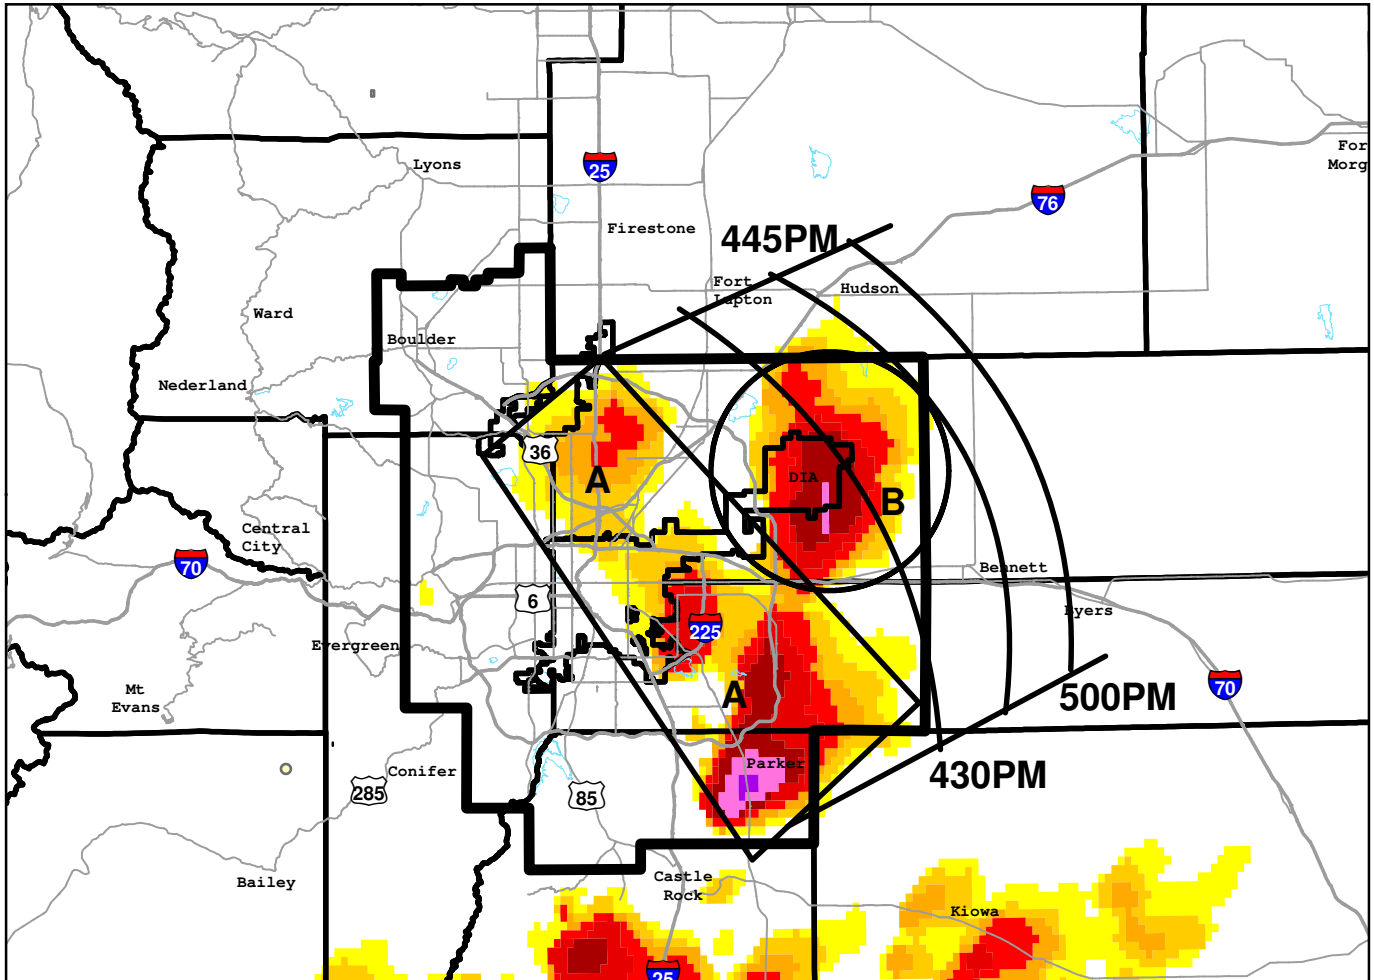 Lyons
25
For
Morg
76
Firestone
445PM
Fort
Lupton
Hudson
Ward
Boulder
Nederland
36
A
DIA
B
Central
City
70
Bennett
6
Byers
225
Evergreen
A
Mt
Evans
500PM
70
Parker
430PM
Conifer
285
85
Bailey
Castle
Rock
Kiowa
25